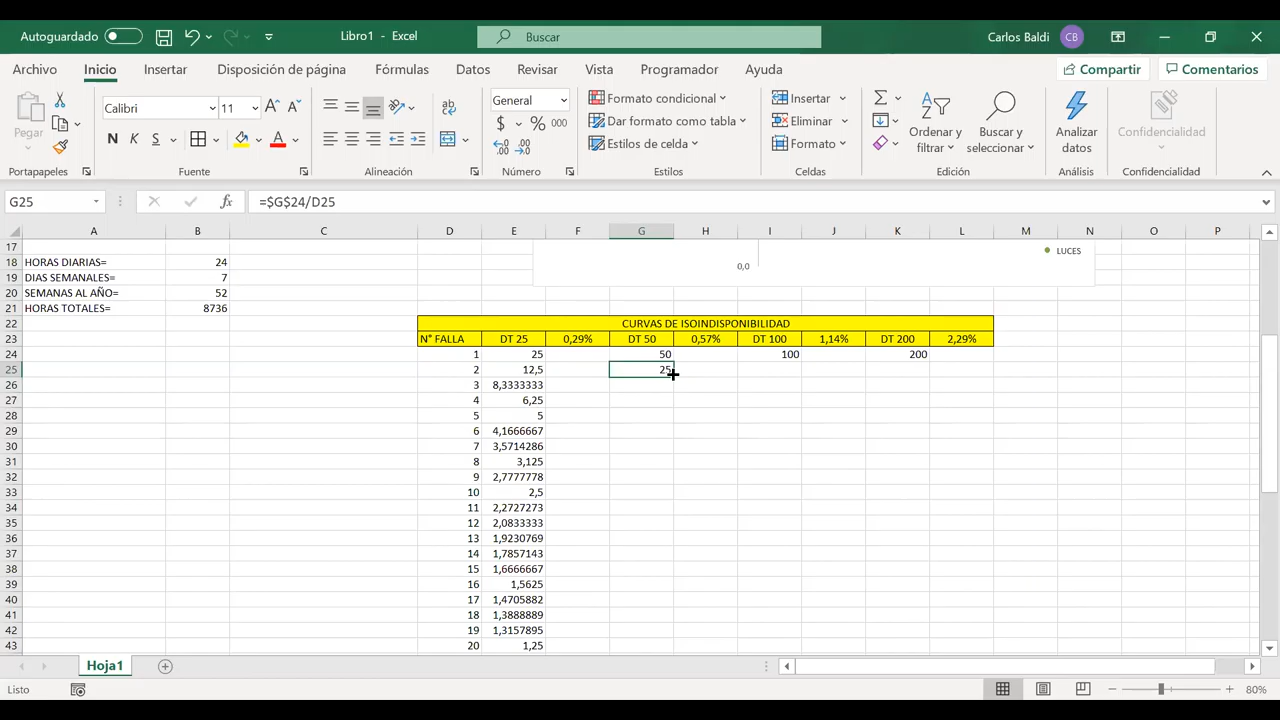 Autoguardado
Libro1 - Excel
Buscar
Carlos Baldi
CB
Archivo Inicio Insertar Disposición de página Fórmulas Datos Revisar Vista Programador Ayuda
Compartir
Comentarios
Pegar
Calibri
11
N K S
General
$ % 000
Formato condicional
Dar formato como tabla
Estilos de celda
Insertar
Eliminar
Formato
Ordenar y filtrar
Buscar y seleccionar
Analizar datos
Confidencialidad
Portapapeles Fuente Alineación Número Estilos Celdas Edición Análisis Confidencialidad
G25
fx
=$G$24/D25
A B C D E F G H I J K L M N O P
17 LUCES
0,0
18 HORAS DIARIAS= 24
19 DIAS SEMANALES= 7
20 SEMANAS AL AÑO= 52
21 HORAS TOTALES= 8736
22 CURVAS DE ISOINDISPONIBILIDAD
23 N° FALLA DT 25 0,29% DT 50 0,57% DT 100 1,14% DT 200 2,29%
24 1 25 50 100 200
25 2 12,5 25
26 3 8,3333333
27 4 6,25
28 5 5
29 6 4,1666667
30 7 3,5714286
31 8 3,125
32 9 2,7777778
33 10 2,5
34 11 2,2727273
35 12 2,0833333
36 13 1,9230769
37 14 1,7857143
38 15 1,6666667
39 16 1,5625
40 17 1,4705882
41 18 1,3888889
42 19 1,3157895
43 20 1,25
Hoja1
Listo
80%